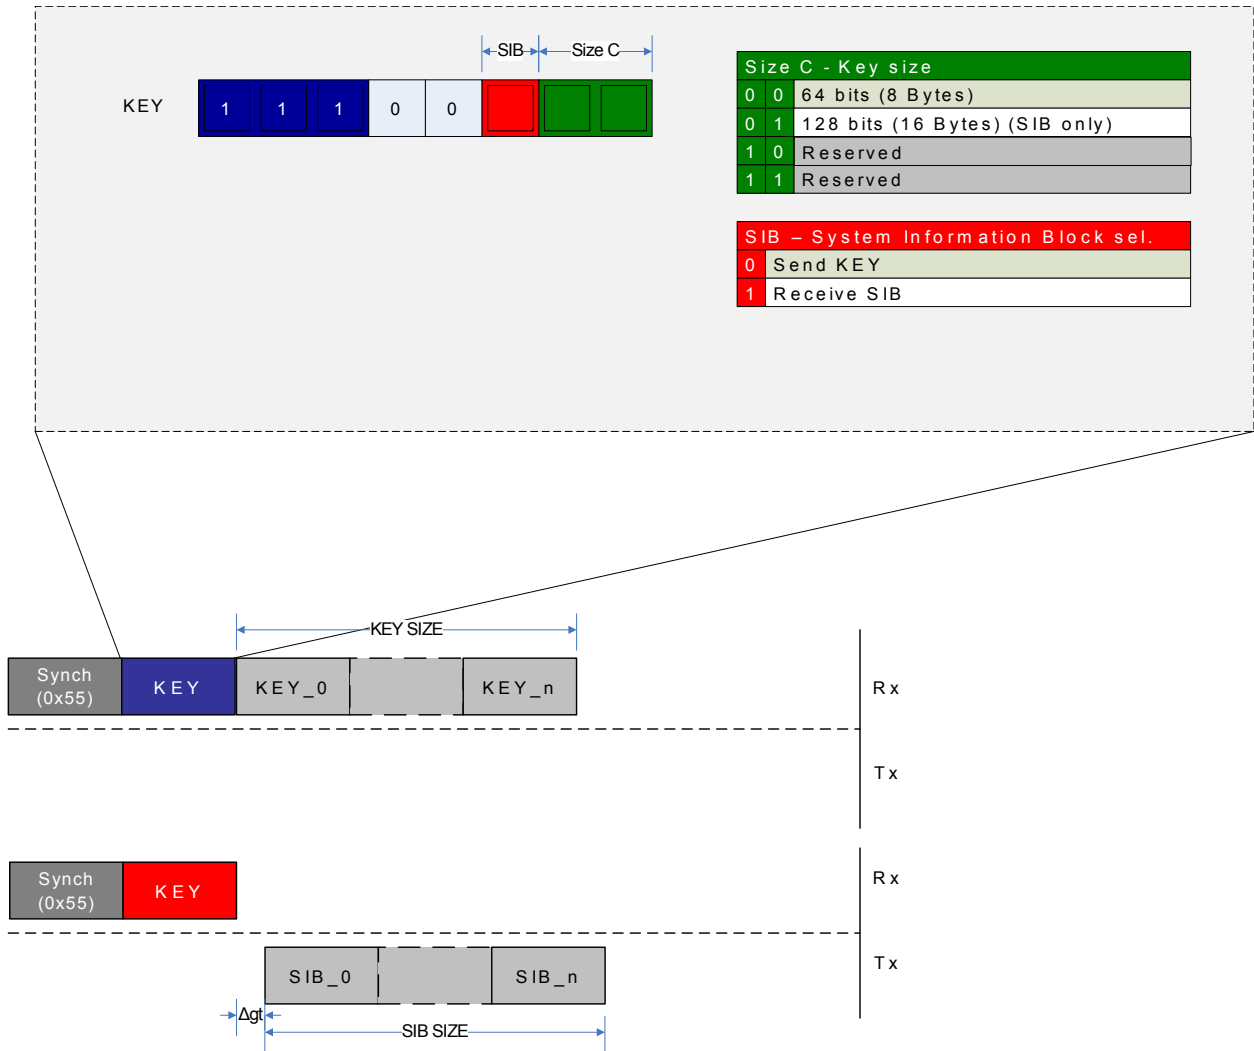 SIB
Size C
KEY
1 1 1 0 0
Size C - Key size
0 0 64 bits (8 Bytes)
0 1 128 bits (16 Bytes) (SIB only)
1 0 Reserved
1 1 Reserved
SIB – System Information Block sel.
0 Send KEY
1 Receive SIB
KEY SIZE
Synch
(0x55)
KEY
KEY_0
KEY_n
Rx
Tx
Synch
(0x55)
KEY
Rx
SIB_0
SIB_n
Tx
Δgt
SIB SIZE